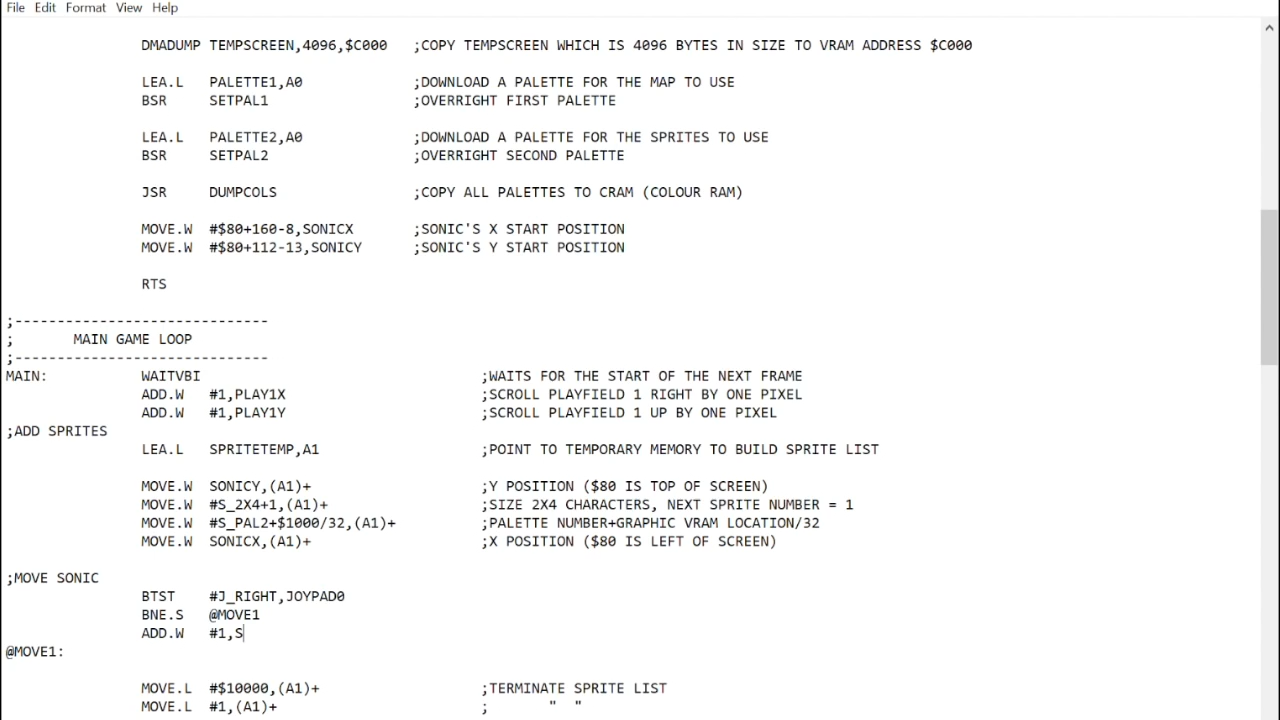 File Edit Format View Help
DMADUMP TEMPSCREEN,4096,$C000 ;COPY TEMPSCREEN WHICH IS 4096 BYTES IN SIZE TO VRAM ADDRESS $C000
LEA.L PALETTE1,A0 ;DOWNLOAD A PALETTE FOR THE MAP TO USE
BSR SETPAL1 ;OVERRIGHT FIRST PALETTE
LEA.L PALETTE2,A0 ;DOWNLOAD A PALETTE FOR THE SPRITES TO USE
BSR SETPAL2 ;OVERRIGHT SECOND PALETTE
JSR DUMPCOLS ;COPY ALL PALETTES TO CRAM (COLOUR RAM)
MOVE.W #$80+160-8,SONICX ;SONIC'S X START POSITION
MOVE.W #$80+112-13,SONICY ;SONIC'S Y START POSITION
RTS
;------------------------------
; MAIN GAME LOOP
;------------------------------
MAIN: WAITVBI ;WAITS FOR THE START OF THE NEXT FRAME
ADD.W #1,PLAY1X ;SCROLL PLAYFIELD 1 RIGHT BY ONE PIXEL
ADD.W #1,PLAY1Y ;SCROLL PLAYFIELD 1 UP BY ONE PIXEL
;ADD SPRITES
LEA.L SPRITETEMP,A1 ;POINT TO TEMPORARY MEMORY TO BUILD SPRITE LIST
MOVE.W SONICY,(A1)+ ;Y POSITION ($80 IS TOP OF SCREEN)
MOVE.W #S_2X4+1,(A1)+ ;SIZE 2X4 CHARACTERS, NEXT SPRITE NUMBER = 1
MOVE.W #S_PAL2+$1000/32,(A1)+ ;PALETTE NUMBER+GRAPHIC VRAM LOCATION/32
MOVE.W SONICX,(A1)+ ;X POSITION ($80 IS LEFT OF SCREEN)
;MOVE SONIC
BTST #J_RIGHT,JOYPAD0
BNE.S @MOVE1
ADD.W #1,S
@MOVE1:
MOVE.L #$10000,(A1)+ ;TERMINATE SPRITE LIST
MOVE.L #1,(A1)+ ; " "